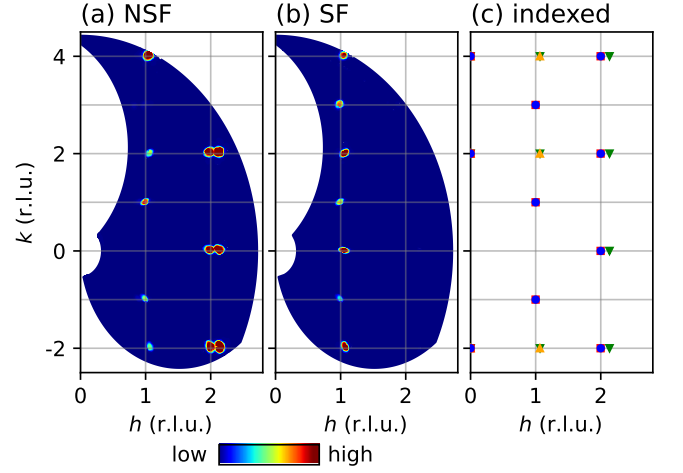 (a) NSF (b) SF (c) indexed
4
2
0
-2
k (r.l.u.)
0 1 2 0 1 2 0 1 2
h (r.l.u.) h (r.l.u.) h (r.l.u.)
low high